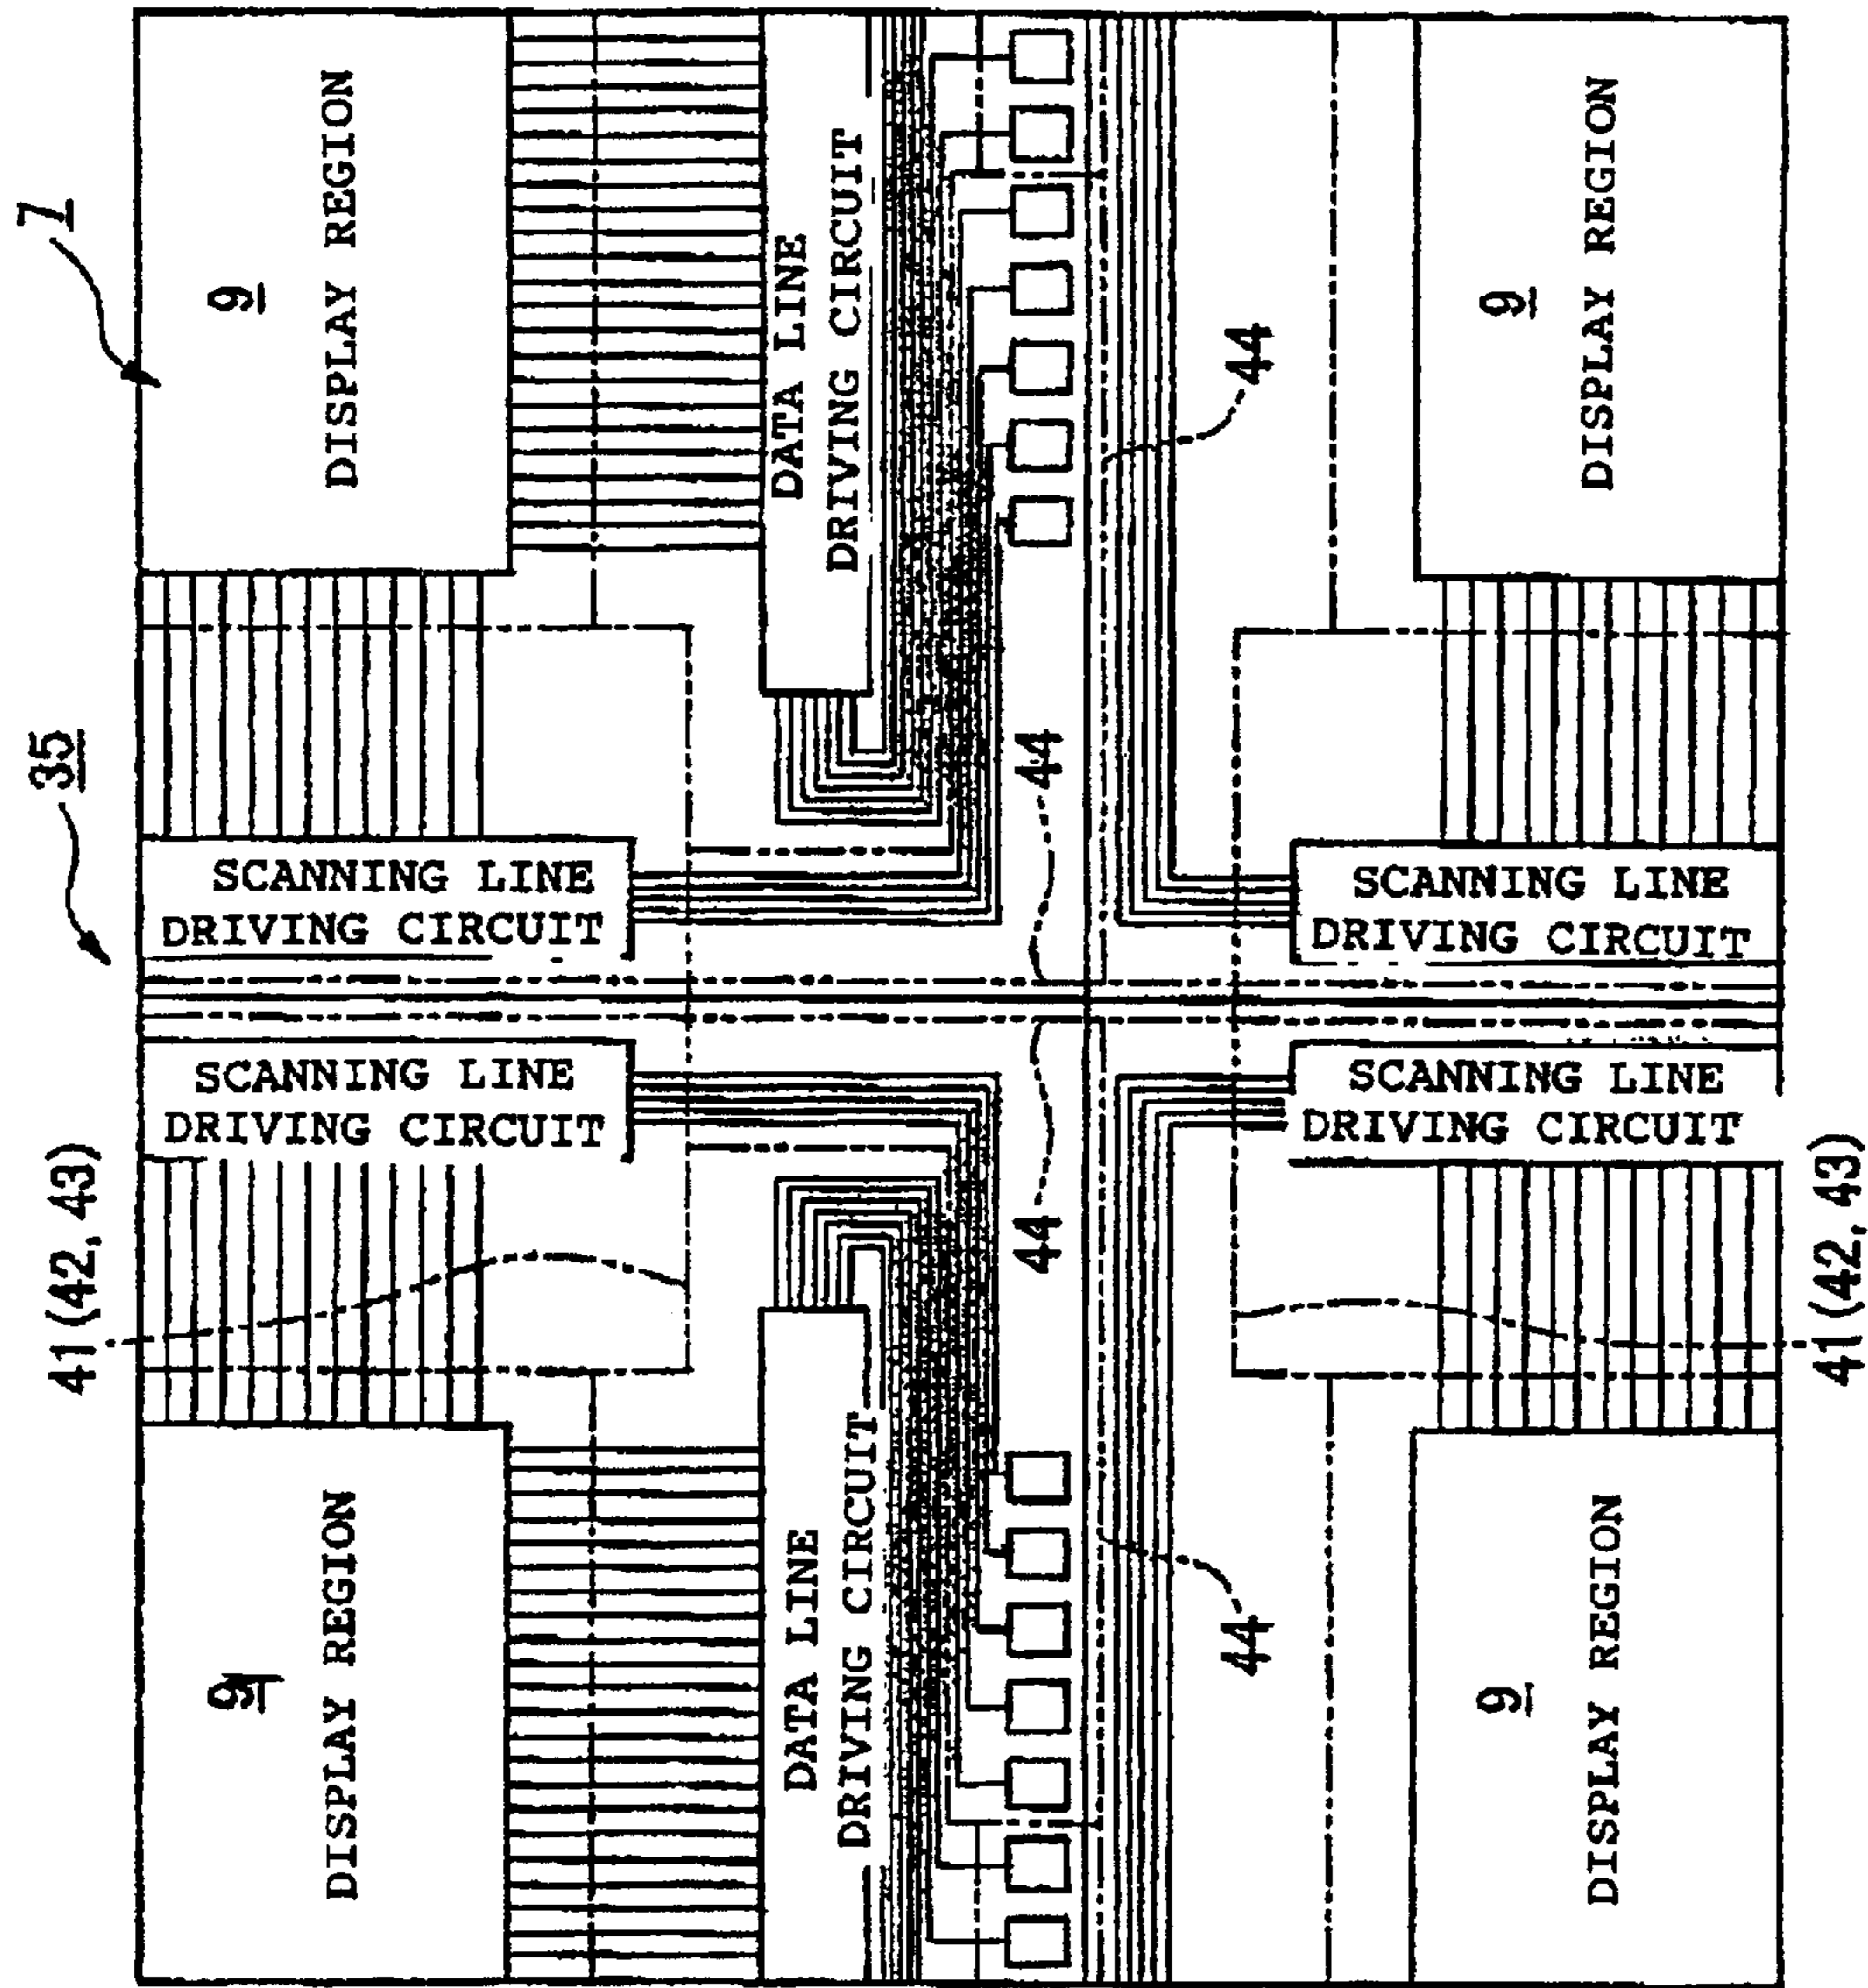 7
9
DISPLAY REGION
DATA LINE
DRIVING CIRCUIT
44
9
DISPLAY REGION
35
44
SCANNING LINE
DRIVING CIRCUIT
SCANNING LINE
DRIVING CIRCUIT
SCANNING LINE
DRIVING CIRCUIT
SCANNING LINE
DRIVING CIRCUIT
41(42, 43)
44
41(42, 43)
9
DISPLAY REGION
DATA LINE
DRIVING CIRCUIT
44
9
DISPLAY REGION